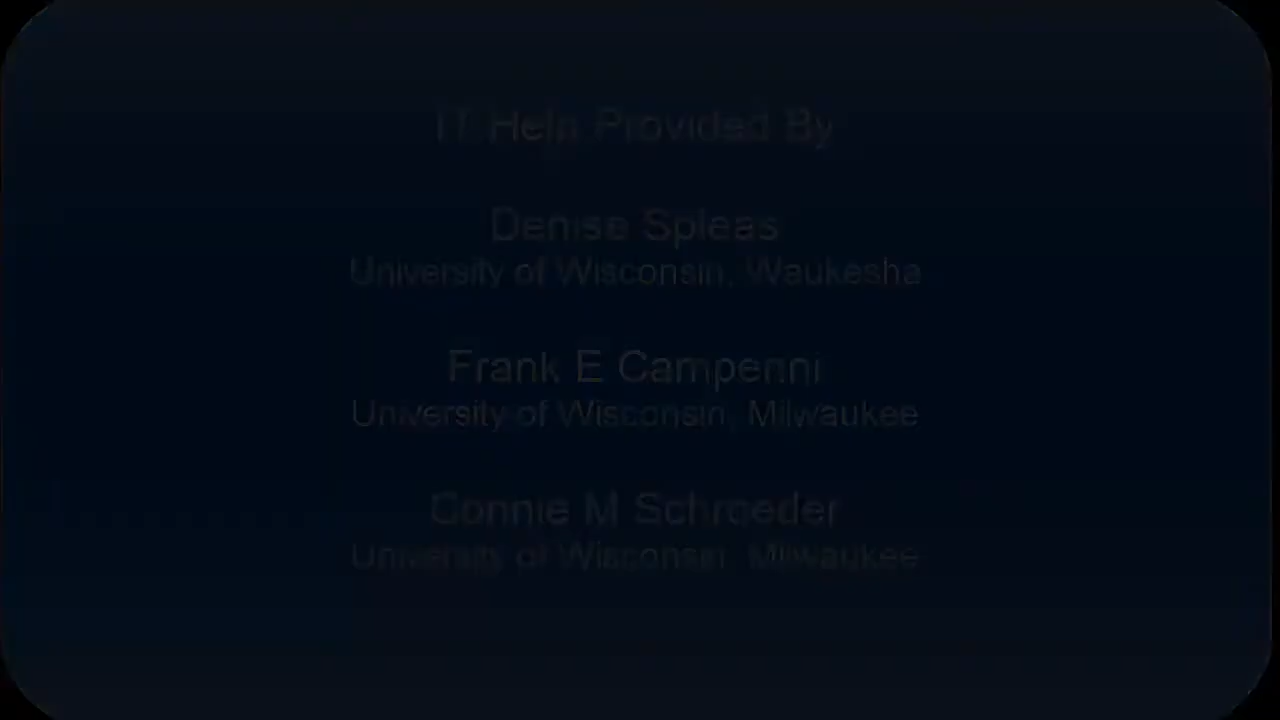 IT Help Provided By
Denise Spleas
University of Wisconsin, Waukesha
Frank E Campenni
University of Wisconsin, Milwaukee
Connie M Schroeder
University of Wisconsin, Milwaukee